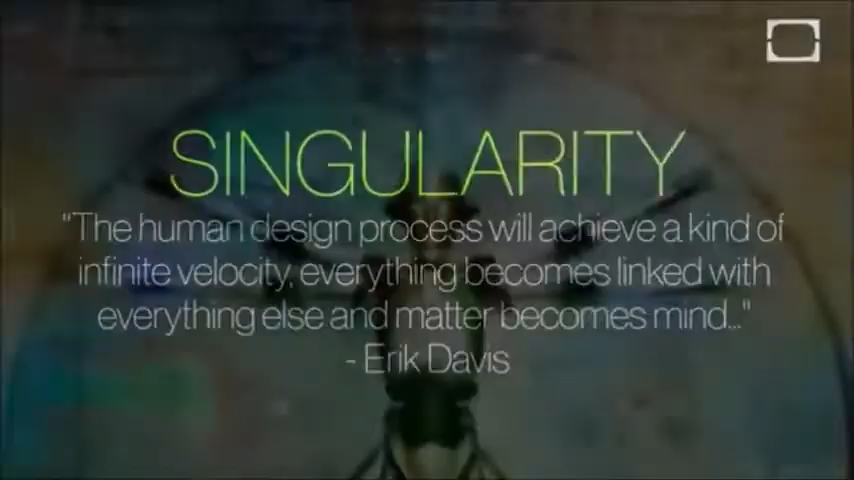 SINGULARITY
"The human design process will achieve a kind of
infinite velocity, everything becomes linked with
everything else and matter becomes mind..."
- Erik Davis